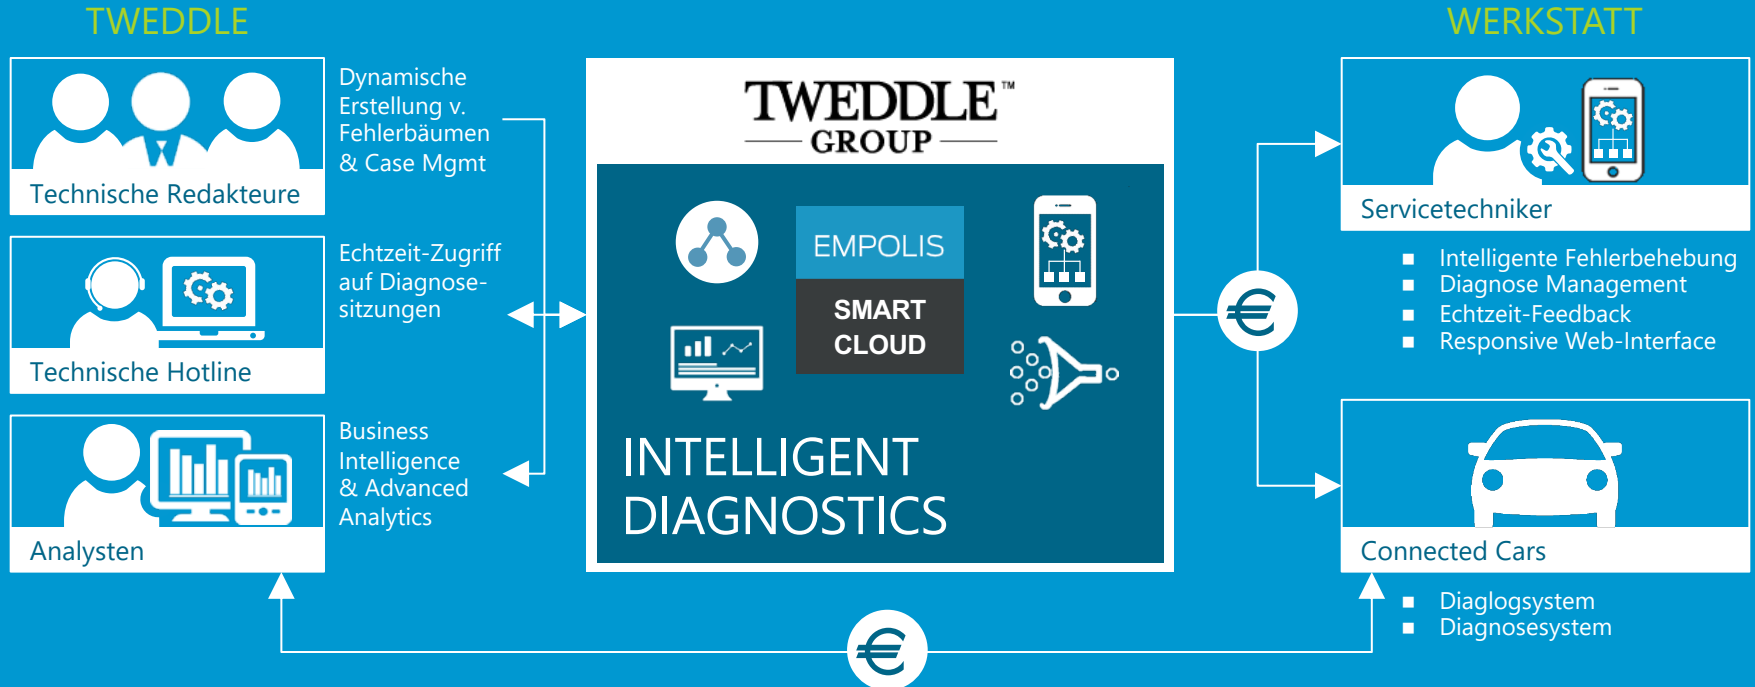 TWEDDLE
Dynamische
Erstellung v.
Fehlerbäumen
& Case Mgmt
Technische Redakteure
Echtzeit-Zugriff
auf Diagnose-
sitzungen
Technische Hotline
Business
Intelligence
& Advanced
Analytics
Analysten
TWEDDLE™
GROUP
EMPOLIS
SMART
CLOUD
INTELLIGENT
DIAGNOSTICS
€
€
WERKSTATT
Servicetechniker
■ Intelligente Fehlerbehebung
■ Diagnose Management
■ Echtzeit-Feedback
■ Responsive Web-Interface
Connected Cars
■ Diaglogsystem
■ Diagnosesystem